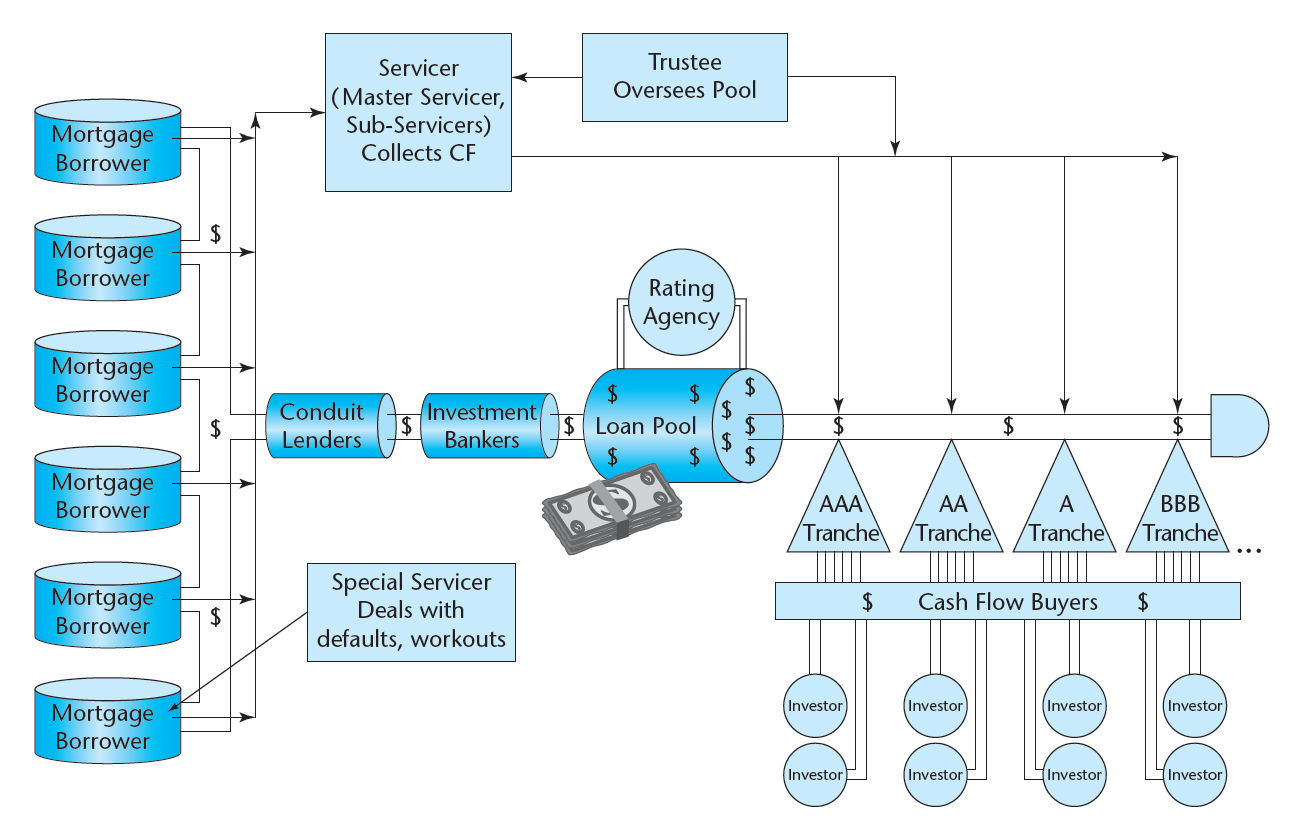 Servicer
(Master Servicer,
Sub-Servicers)
Collects CF
Trustee
Oversees Pool
Mortgage
Borrower
Mortgage
Borrower
$
Mortgage
Borrower
$
Mortgage
Borrower
Mortgage
Borrower
$
Mortgage
Borrower
Rating
Agency
Conduit
Lenders
$
Investment
Bankers
$
$ $ $
$
Loan Pool $
$
$ $ $
$
$ $ $
AAA
Tranche
AA
Tranche
A
Tranche
BBB
Tranche
...
Special Servicer
Deals with
defaults, workouts
$ Cash Flow Buyers $
Investor Investor Investor Investor
Investor Investor Investor Investor